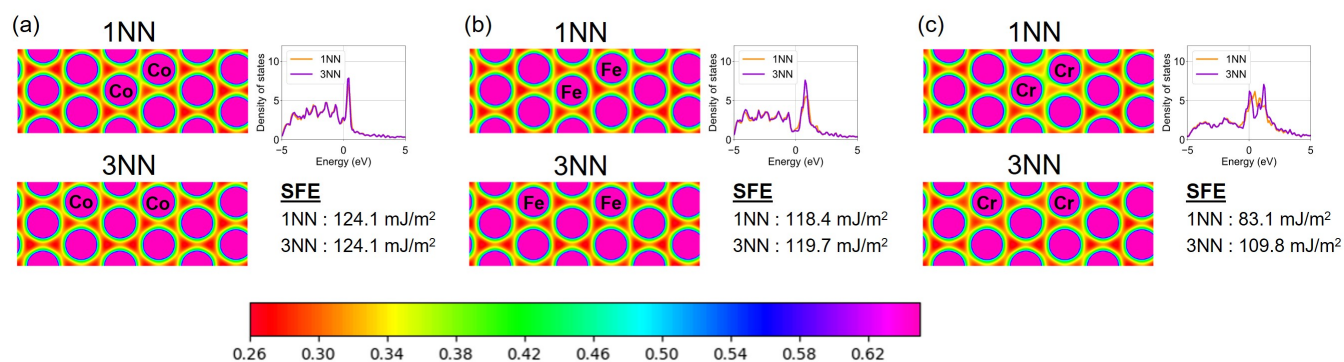 (a)
1NN
Co
Co
Density of states
10
5
0
1NN
3NN
−5
0
5
Energy (eV)
3NN
Co
Co
SFE
1NN : 124.1 mJ/m²
3NN : 124.1 mJ/m²
(b)
1NN
Fe
Fe
Density of states
10
5
0
1NN
3NN
−5
0
5
Energy (eV)
3NN
Fe
Fe
SFE
1NN : 118.4 mJ/m²
3NN : 119.7 mJ/m²
(c)
1NN
Cr
Cr
Density of states
10
5
0
1NN
3NN
−5
0
5
Energy (eV)
3NN
Cr
Cr
SFE
1NN : 83.1 mJ/m²
3NN : 109.8 mJ/m²
0.26 0.30 0.34 0.38 0.42 0.46 0.50 0.54 0.58 0.62